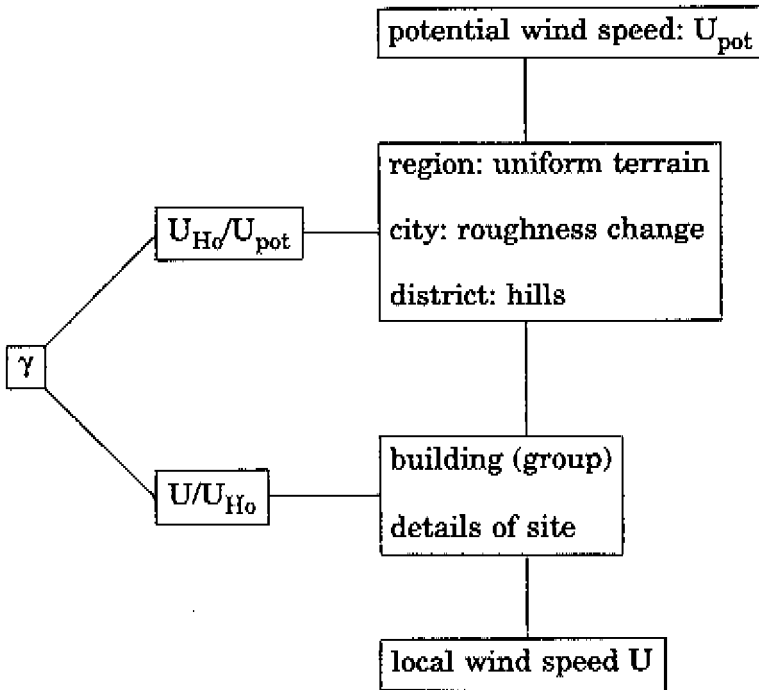 potential wind speed: U_pot
region: uniform terrain
city: roughness change
district: hills
U_Ho/U_pot
γ
building (group)
details of site
U/U_Ho
local wind speed U